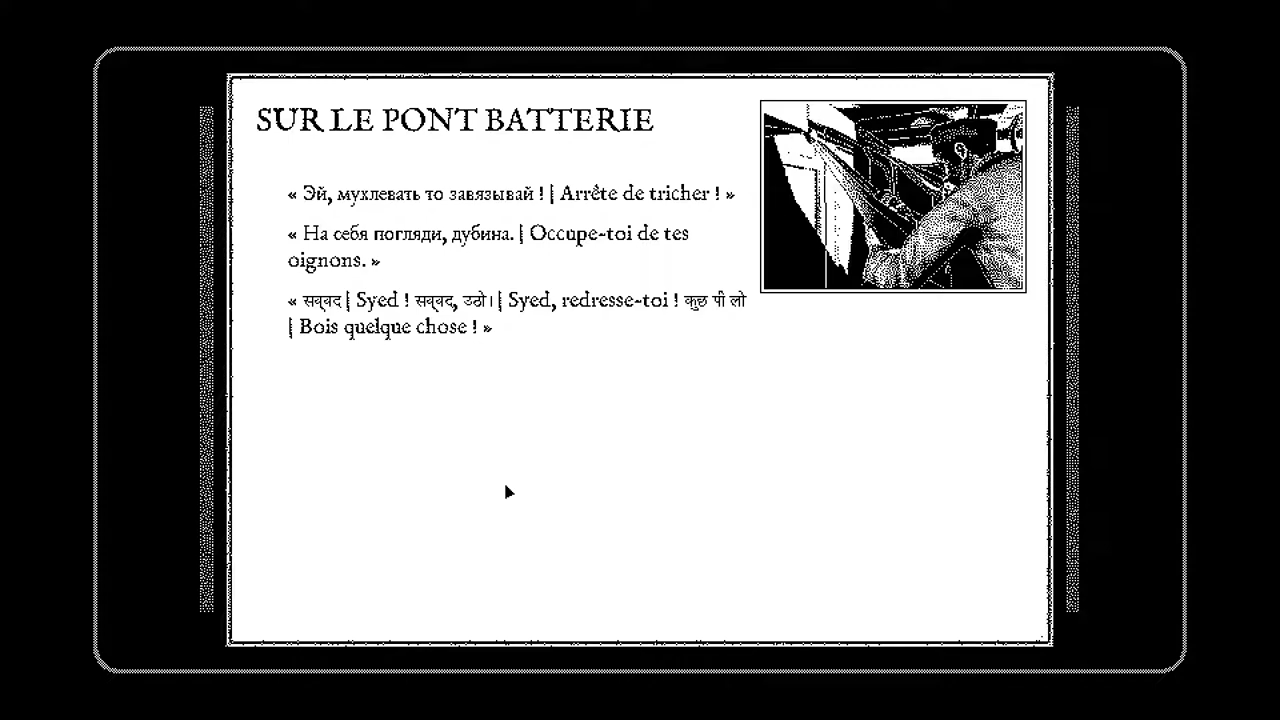 SUR LE PONT BATTERIE
« Эй, мухлевать то завязывай ! | Arrête de tricher ! »
« На себя погляди, дубина. | Occupe-toi de tes
oignons. »
« सय्यद | Syed ! सय्यद, उठो। | Syed, redresse-toi ! कुछ पी लो
| Bois quelque chose ! »